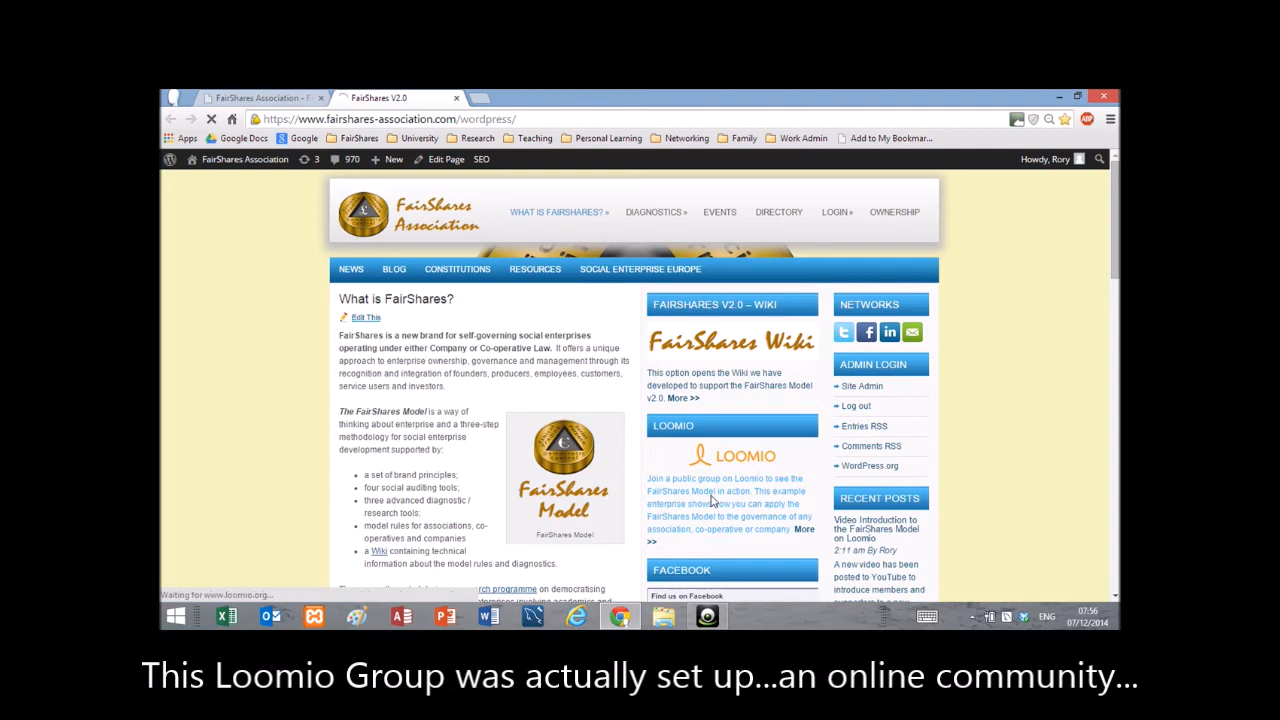 FairShares Association - F
FairShares V2.0
https://www.fairshares-association.com/wordpress/
Apps
Google Docs
Google
FairShares
University
Research
Teaching
Personal Learning
Networking
Family
Work Admin
Add to My Bookmar...
FairShares Association
3
970
New
Edit Page
SEO
Howdy, Rory
FairShares
Association
WHAT IS FAIRSHARES? »
DIAGNOSTICS »
EVENTS
DIRECTORY
LOGIN »
OWNERSHIP
NEWS
BLOG
CONSTITUTIONS
RESOURCES
SOCIAL ENTERPRISE EUROPE
What is FairShares?
Edit This
FairShares is a new brand for self-governing social enterprises
operating under either Company or Co-operative Law. It offers a unique
approach to enterprise ownership, governance and management through its
recognition and integration of founders, producers, employees, customers,
service users and investors.
The FairShares Model is a way of
thinking about enterprise and a three-step
methodology for social enterprise
development supported by:
a set of brand principles;
four social auditing tools;
three advanced diagnostic /
research tools;
model rules for associations, co-
operatives and companies
a Wiki containing technical
information about the model rules and diagnostics.
FairShares
Model
FairShares Model
rch programme on democratising
FAIRSHARES V2.0 – WIKI
FairShares Wiki
This option opens the Wiki we have
developed to support the FairShares Model
v2.0. More >>
LOOMIO
LOOMIO
Join a public group on Loomio to see the
FairShares Model in action. This example
enterprise shows how you can apply the
FairShares Model to the governance of any
association, co-operative or company. More
>>
FACEBOOK
Find us on Facebook
NETWORKS
ADMIN LOGIN
Site Admin
Log out
Entries RSS
Comments RSS
WordPress.org
RECENT POSTS
Video Introduction to
the FairShares Model
on Loomio
2:11 am By Rory
A new video has been
posted to YouTube to
introduce members and
Waiting for www.loomio.org...
ENG
07:56
07/12/2014
This Loomio Group was actually set up...an online community...